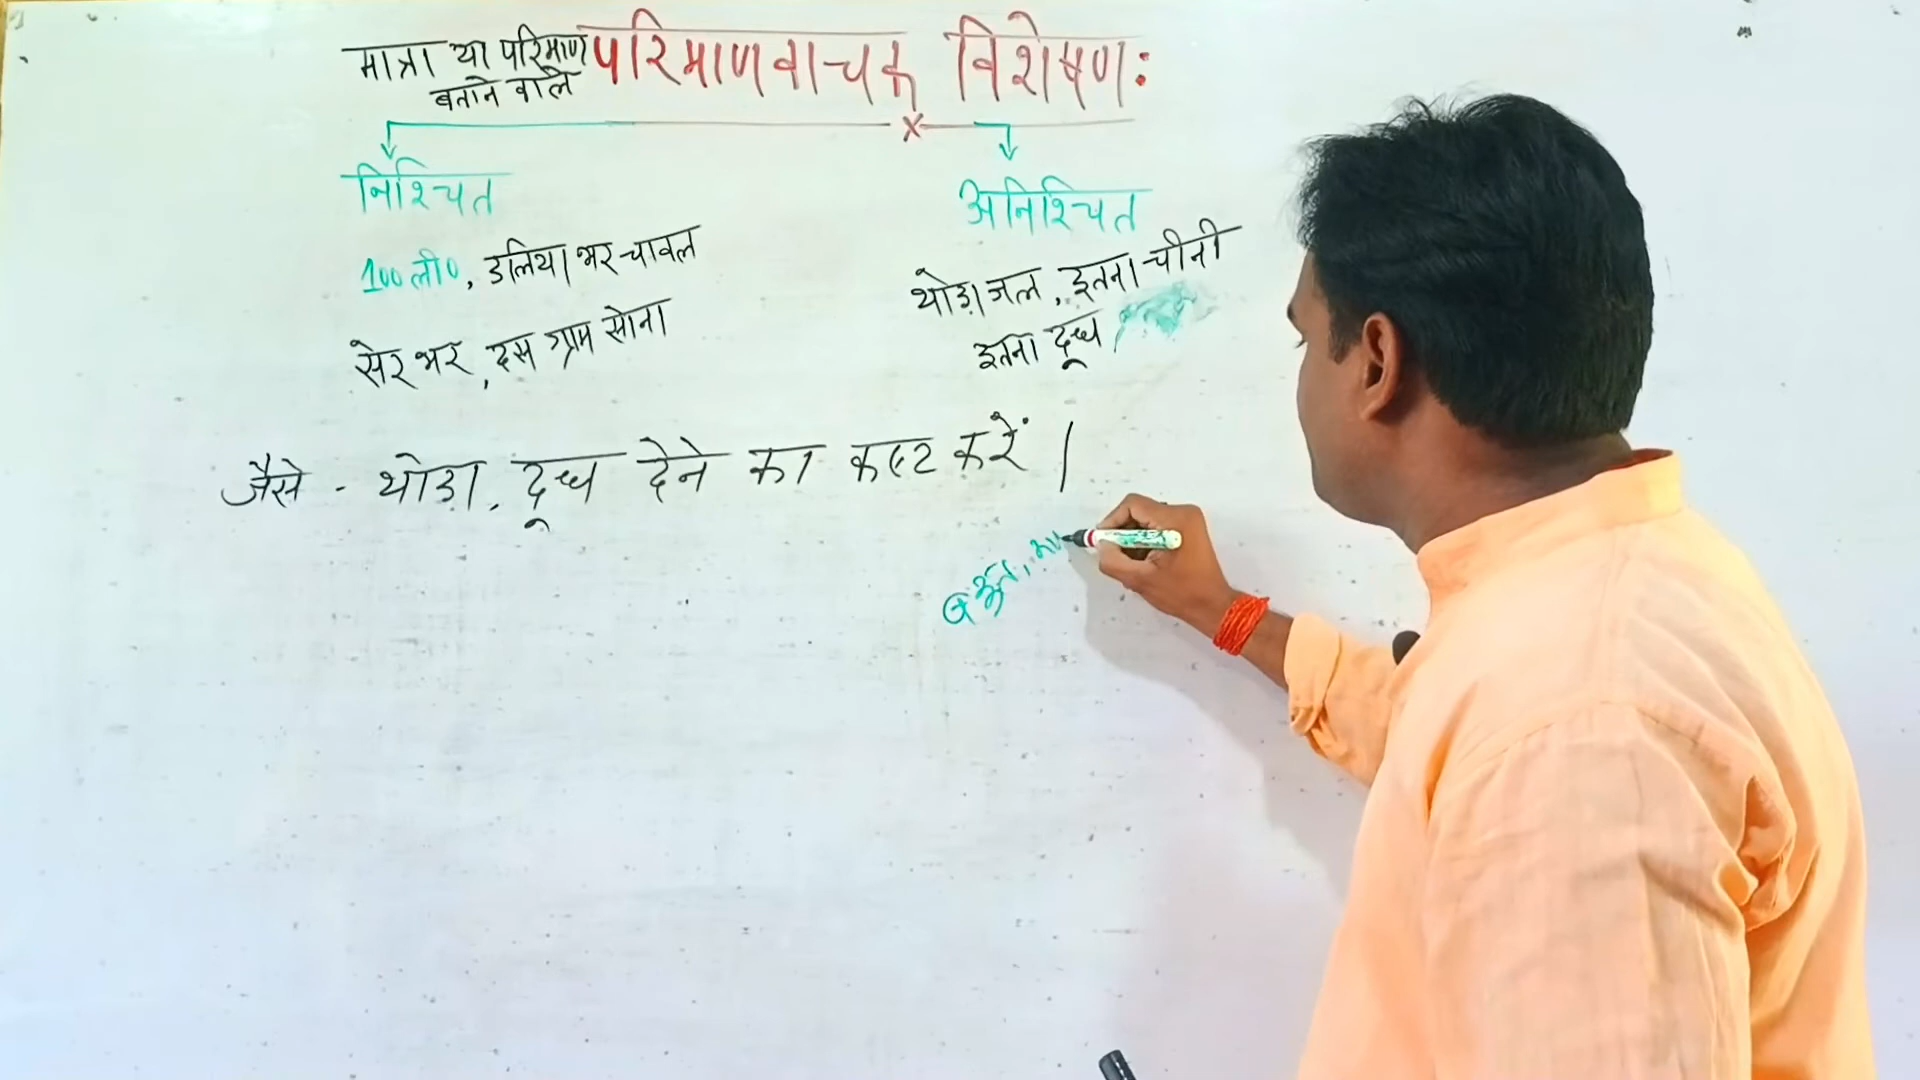 मात्रा या परिमाण
बताने वाले
परिमाणवाचक विशेषण:
निश्चित
अनिश्चित
100 ली०, डलिया भर चावल
सेर भर, दस ग्राम सोना
थोड़ा जल, इतना चीनी
इतना दूध
जैसे - थोड़ा, दूध देने का कष्ट करें।